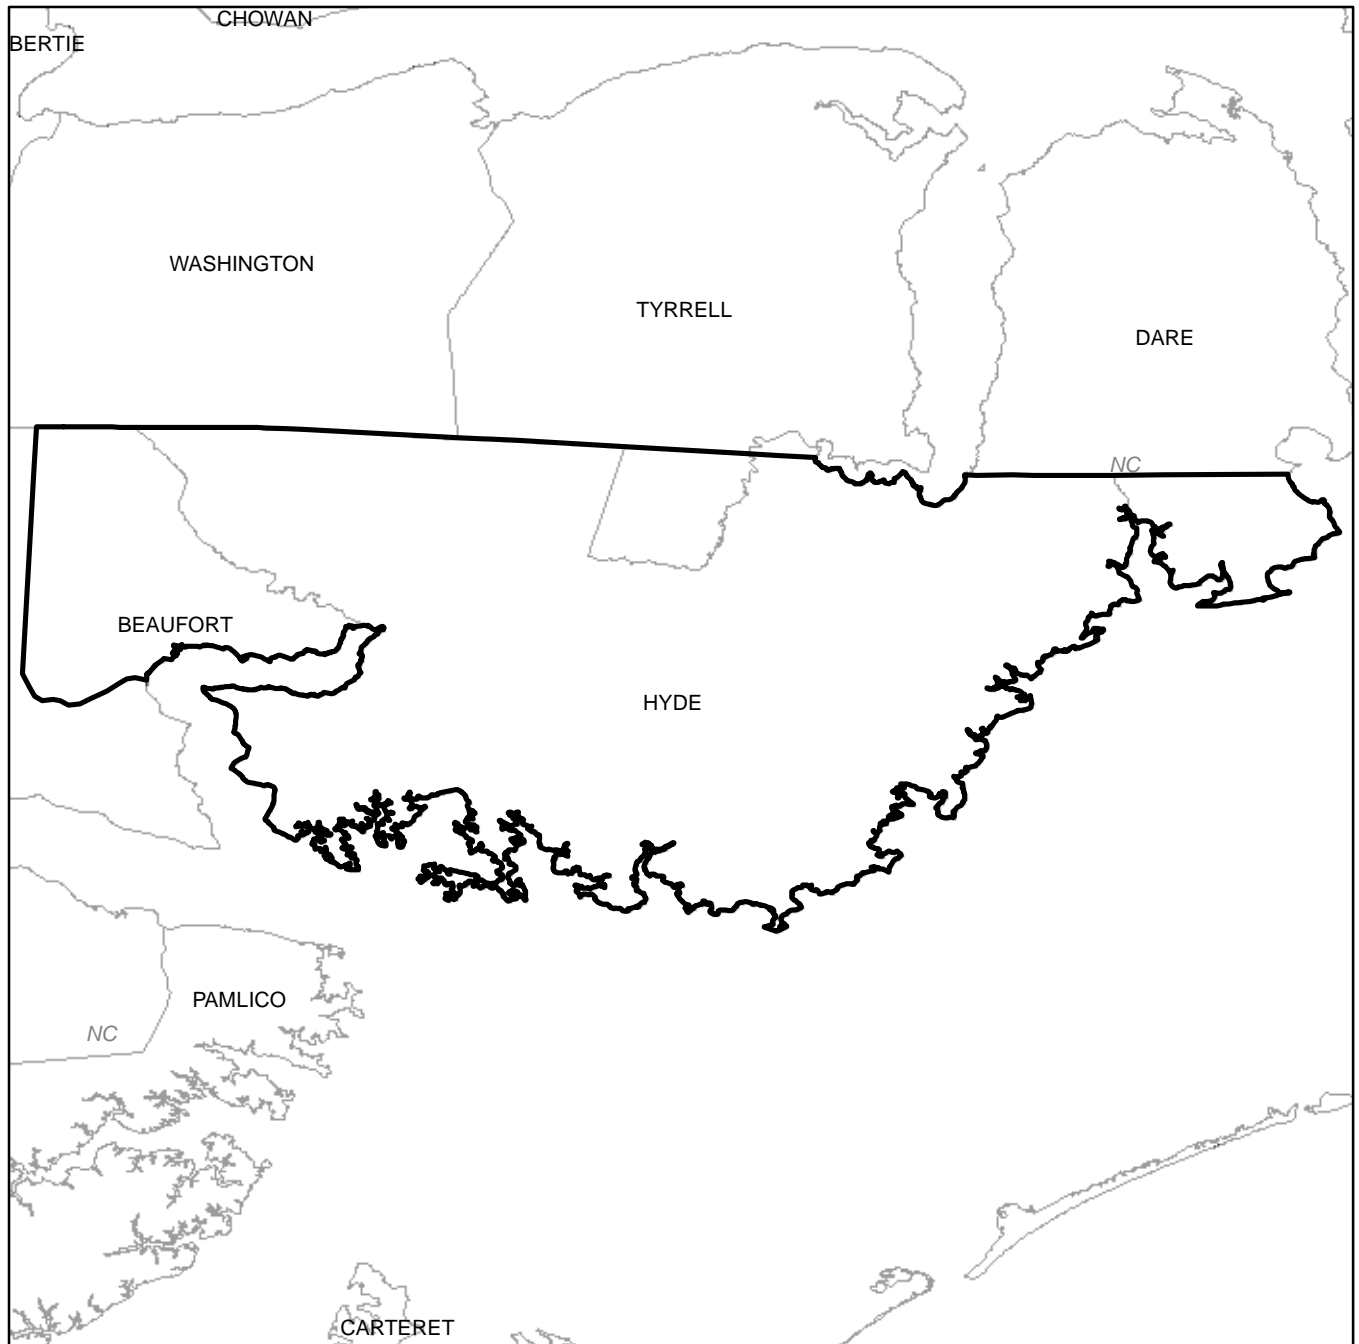 CHOWAN
BERTIE
WASHINGTON
TYRRELL
DARE
NC
BEAUFORT
HYDE
PAMLICO
NC
CARTERET